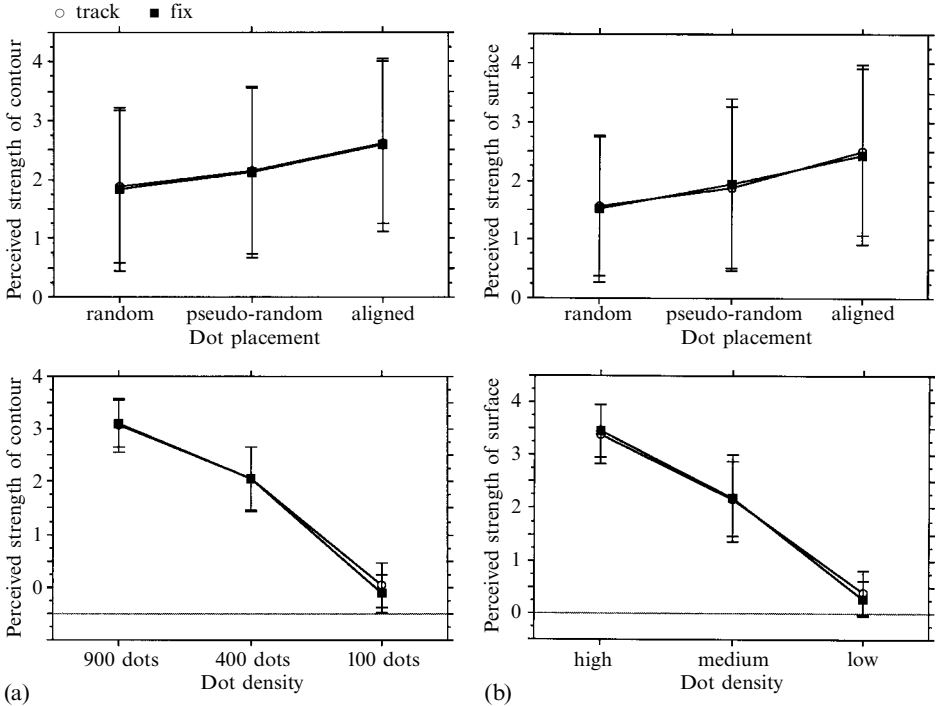 ○ track ■ fix
Perceived strength of contour
4
3
2
1
0
random pseudo-random aligned
Dot placement
Perceived strength of surface
4
3
2
1
0
random pseudo-random aligned
Dot placement
Perceived strength of contour
4
3
2
1
0
900 dots 400 dots 100 dots
Dot density
(a)
Perceived strength of surface
4
3
2
1
0
high medium low
Dot density
(b)